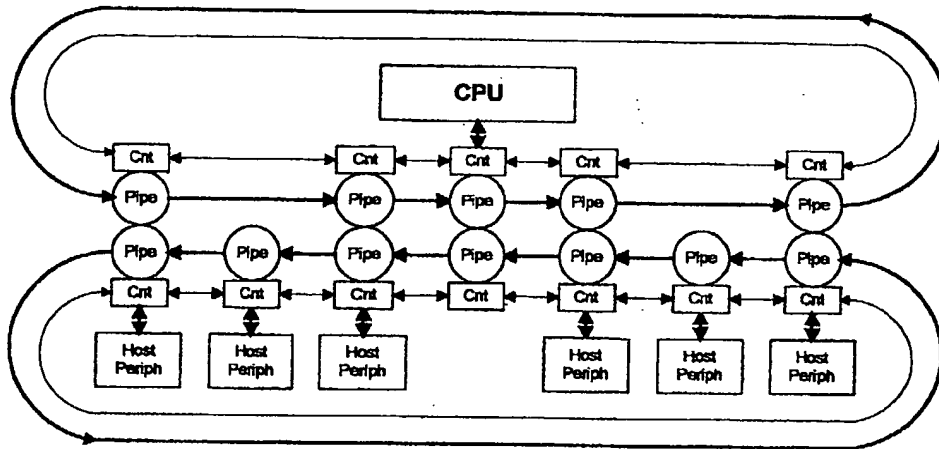 CPU
Cnt Cnt Cnt Cnt Cnt
Pipe Pipe Pipe Pipe Pipe
Pipe Pipe Pipe Pipe Pipe Pipe Pipe
Cnt Cnt Cnt Cnt Cnt Cnt Cnt
Host Host Host Host Host Host
Periph Periph Periph Periph Periph Periph